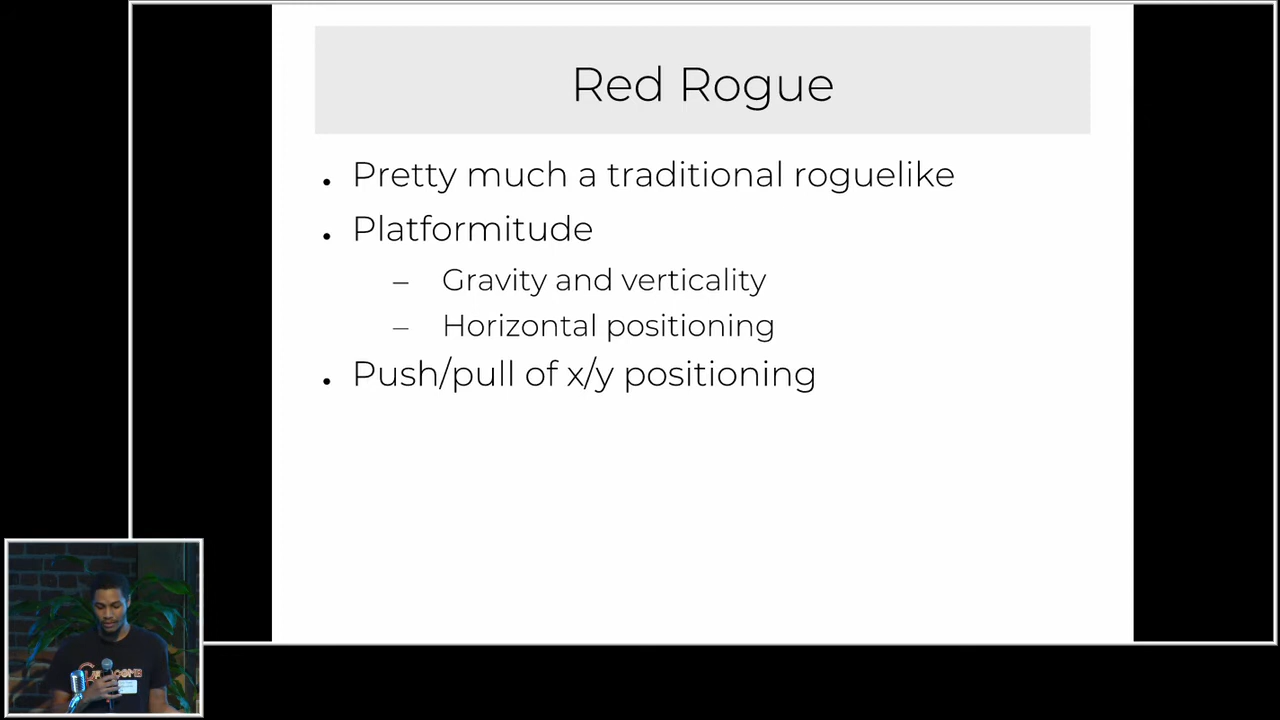 Red Rogue
• Pretty much a traditional roguelike
• Platformitude
– Gravity and verticality
– Horizontal positioning
• Push/pull of x/y positioning